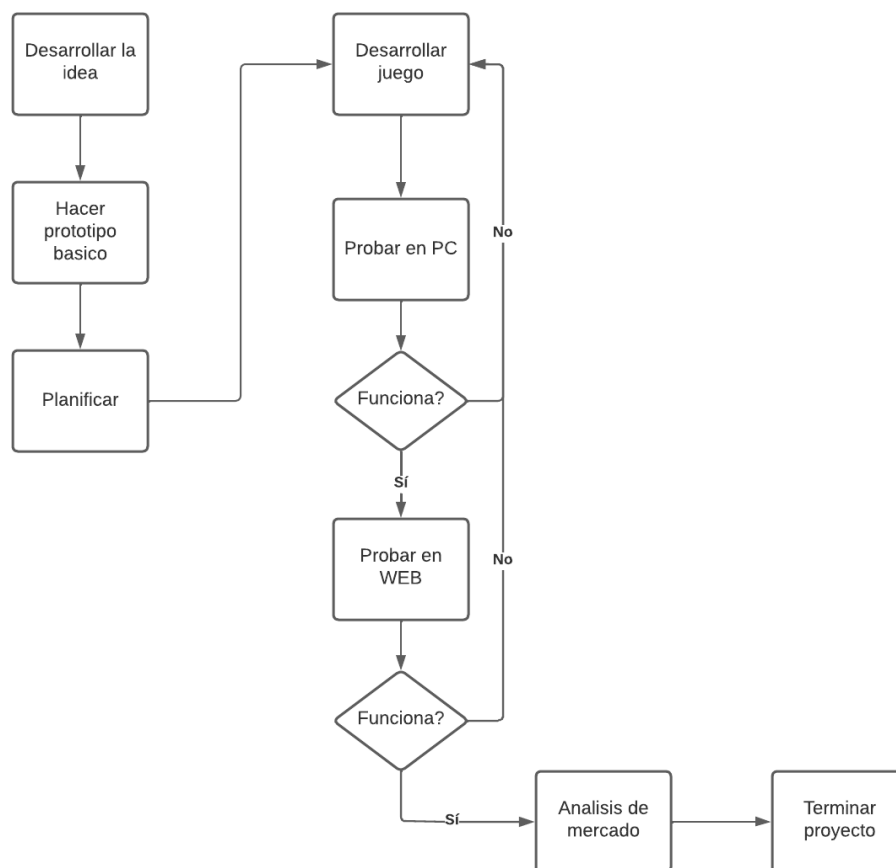 Desarrollar la
idea
Hacer
prototipo
basico
Planificar
Desarrollar
juego
Probar en PC
Funciona?
No
Sí
Probar en
WEB
No
Funciona?
Sí
Analisis de
mercado
Terminar
proyecto